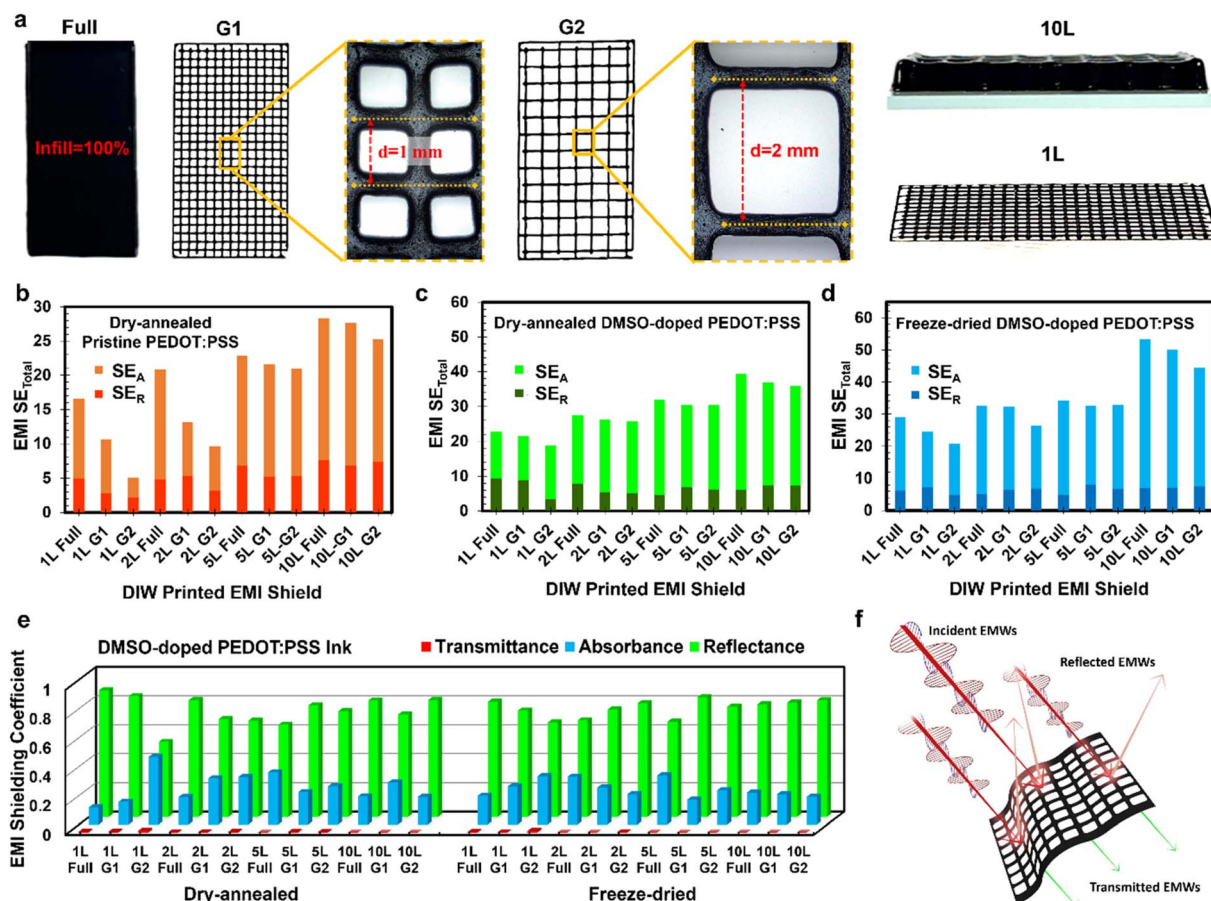 a
Full
G1
G2
10L
Infill=100%
d=1 mm
d=2 mm
1L
b
30
25
20
15
10
5
0
EMI SE_Total
Dry-annealed
Pristine PEDOT:PSS
SE_A
SE_R
1L Full
1L G1
1L G2
2L Full
2L G1
2L G2
5L Full
5L-G1
5L-G2
10L Full
10L-G1
10L G2
DIW Printed EMI Shield
c
60
50
40
30
20
10
0
EMI SE_Total
Dry-annealed DMSO-doped PEDOT:PSS
SE_A
SE_R
1L Full
1L G1
1L G2
2L Full
2L G1
2L G2
5L Full
5L G1
5L G2
10L Full
10L G1
10L G2
DIW Printed EMI Shield
d
60
50
40
30
20
10
0
EMI SE_Total
Freeze-dried DMSO-doped PEDOT:PSS
SE_A
SE_R
1L Full
1L G1
1L G2
2L Full
2L G1
2L G2
5L Full
5L G1
5L G2
10L Full
10L G1
10L G2
DIW Printed EMI Shield
e
DMSO-doped PEDOT:PSS Ink
Transmittance
Absorbance
Reflectance
EMI Shielding Coefficient
1
0.8
0.6
0.4
0.2
0
1L Full
1L G1
1L G2
2L Full
2L G1
2L G2
5L Full
5L G1
5L G2
10L Full
10L G1
10L G2
Dry-annealed
1L Full
1L G1
1L G2
2L Full
2L G1
2L G2
5L Full
5L G1
5L G2
10L Full
10L G1
10L G2
Freeze-dried
f
Incident EMWs
Reflected EMWs
Transmitted EMWs